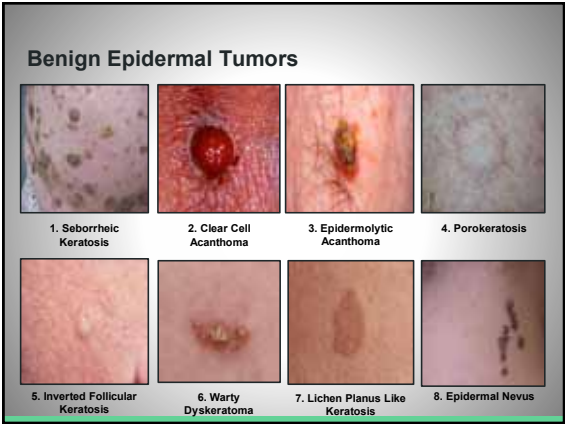 Benign Epidermal Tumors
1. Seborrheic
Keratosis
2. Clear Cell
Acanthoma
3. Epidermolytic
Acanthoma
4. Porokeratosis
5. Inverted Follicular
Keratosis
6. Warty
Dyskeratoma
7. Lichen Planus Like
Keratosis
8. Epidermal Nevus